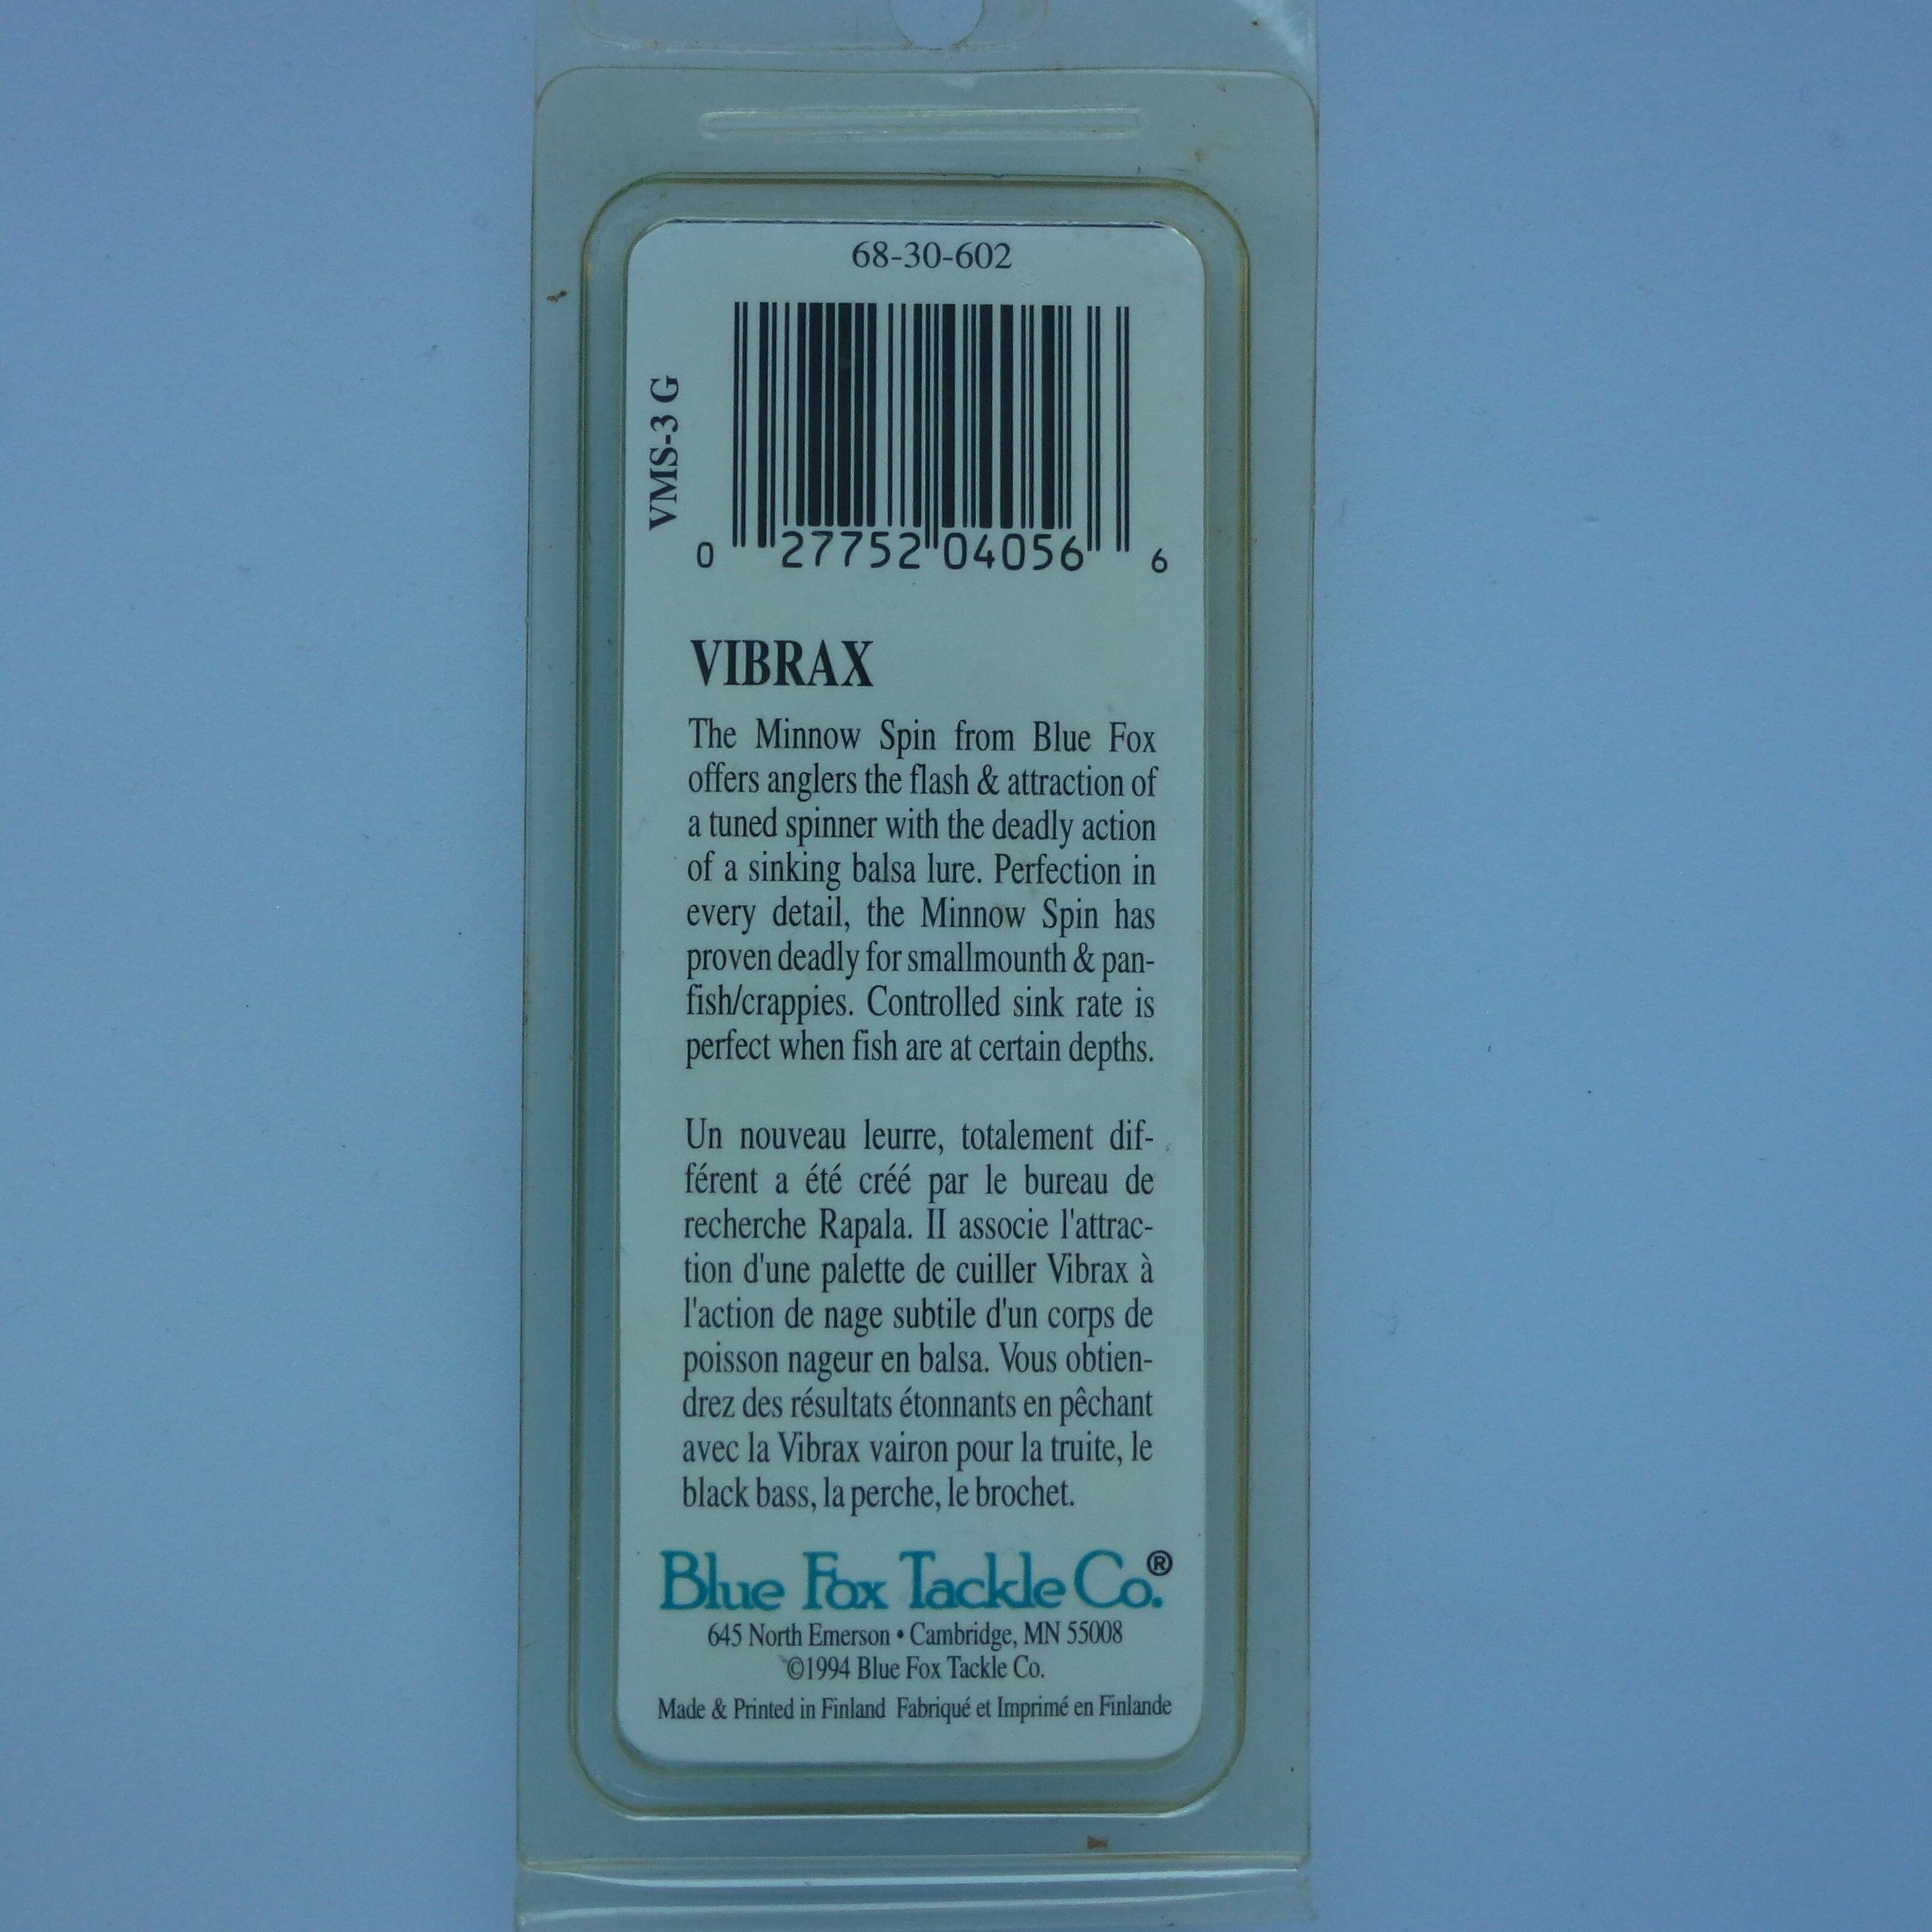 68-30-602
VMS-3 G
0 27752 04056 6
VIBRAX
The Minnow Spin from Blue Fox
offers anglers the flash & attraction of
a tuned spinner with the deadly action
of a sinking balsa lure. Perfection in
every detail, the Minnow Spin has
proven deadly for smallmounth & pan-
fish/crappies. Controlled sink rate is
perfect when fish are at certain depths.
Un nouveau leurre, totalement dif-
férent a été créé par le bureau de
recherche Rapala. II associe l'attrac-
tion d'une palette de cuiller Vibrax à
l'action de nage subtile d'un corps de
poisson nageur en balsa. Vous obtien-
drez des résultats étonnants en pêchant
avec la Vibrax vairon pour la truite, le
black bass, la perche, le brochet.
Blue Fox Tackle Co.®
645 North Emerson • Cambridge, MN 55008
©1994 Blue Fox Tackle Co.
Made & Printed in Finland Fabriqué et Imprimé en Finlande